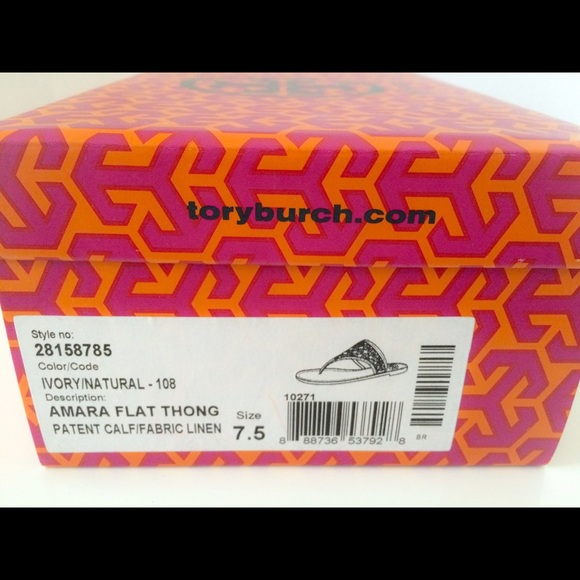 toryburch.com
Style no:
28158785
Color/Code
IVORY/NATURAL - 108
Description:
AMARA FLAT THONG
PATENT CALF/FABRIC LINEN
Size
7.5
10271
8 88736 53792 8
BR